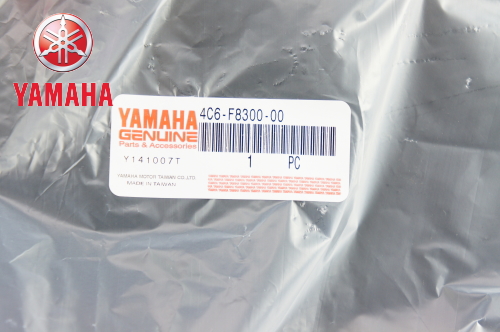 YAMAHA
YAMAHA 4C6-F8300-00
GENUINE
Parts & Accessories
Y141007T 1 PC
YAMAHA MOTOR TAIWAN CO.,LTD.
MADE IN TAIWAN